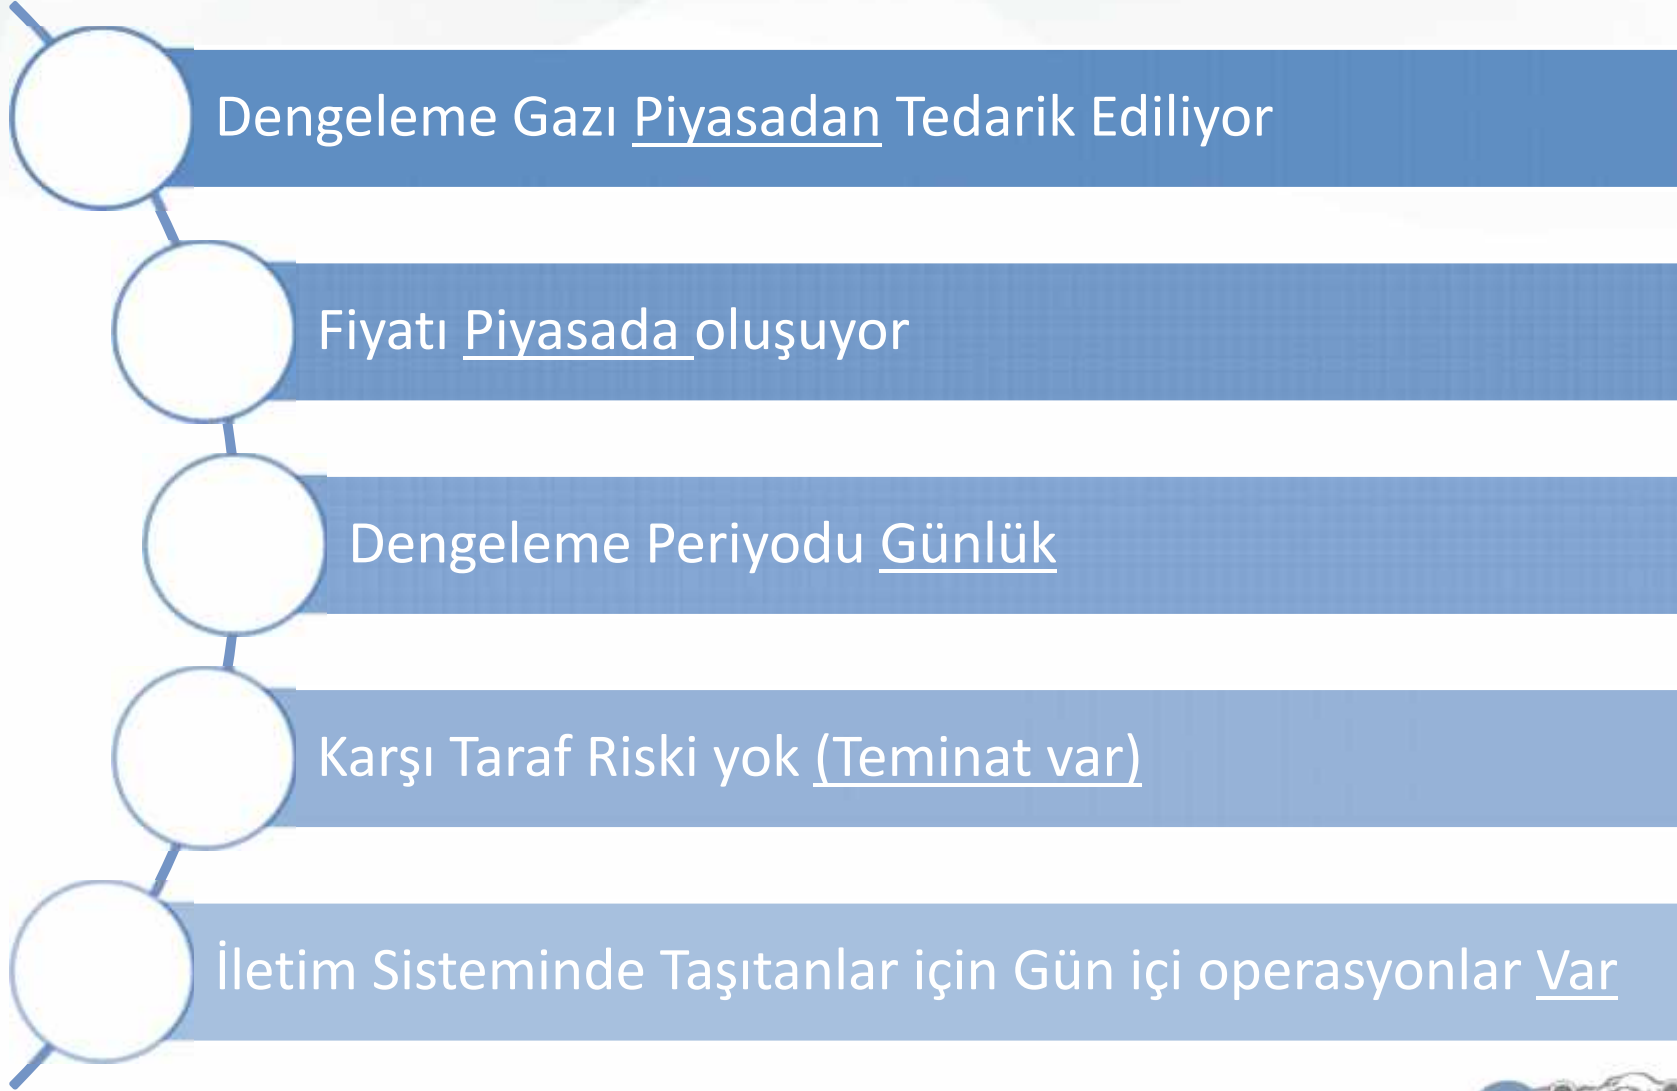 Dengeleme Gazı Piyasadan Tedarik Ediliyor
Fiyatı Piyasada oluşuyor
Dengeleme Periyodu Günlük
Karşı Taraf Riski yok (Teminat var)
İletim Sisteminde Taşıtanlar için Gün içi operasyonlar Var